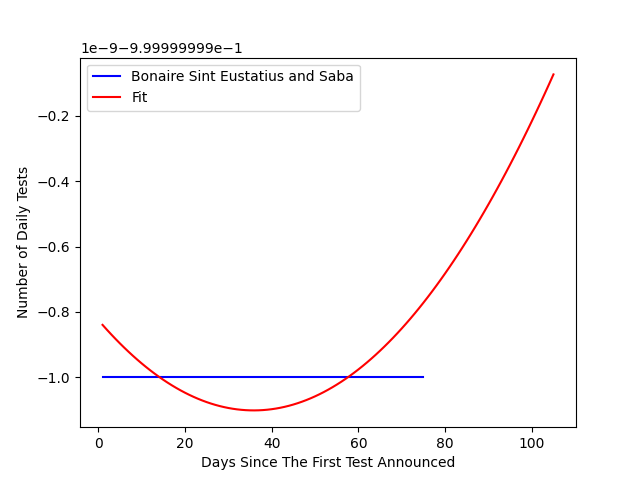 1e−9−9.99999999e−1
Bonaire Sint Eustatius and Saba
Fit
−0.2
−0.4
−0.6
−0.8
−1.0
Number of Daily Tests
0 20 40 60 80 100
Days Since The First Test Announced